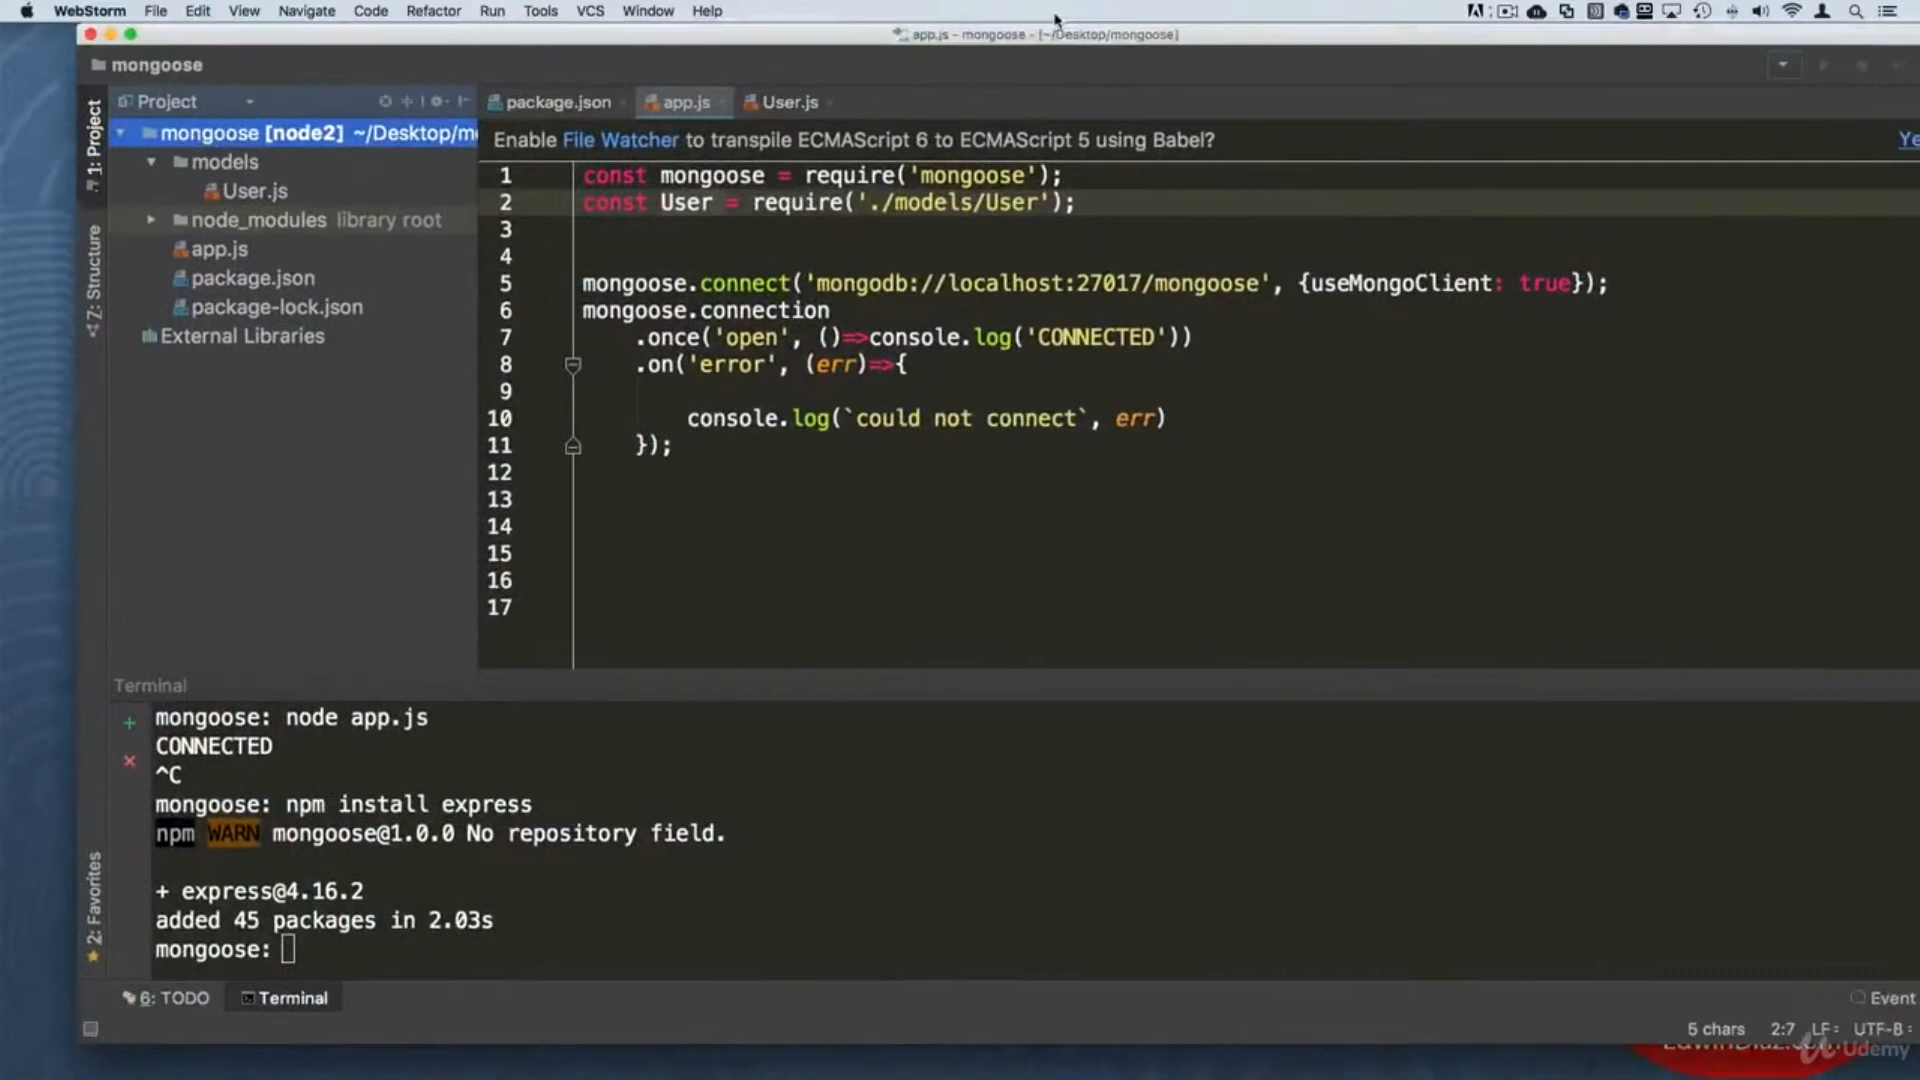 WebStorm File Edit View Navigate Code Refactor Run Tools VCS Window Help
app.js - mongoose - [~/Desktop/mongoose]
mongoose
1: Project
Z: Structure
2: Favorites
Project
mongoose [node2] ~/Desktop/m
models
User.js
node_modules library root
app.js
package.json
package-lock.json
External Libraries
package.json app.js User.js
Enable File Watcher to transpile ECMAScript 6 to ECMAScript 5 using Babel? Ye
1 const mongoose = require('mongoose');
2 const User = require('./models/User');
3
4
5 mongoose.connect('mongodb://localhost:27017/mongoose', {useMongoClient: true});
6 mongoose.connection
7 .once('open', ()=>console.log('CONNECTED'))
8 .on('error', (err)=>{
9
10 console.log(`could not connect`, err)
11 });
12
13
14
15
16
17
Terminal
mongoose: node app.js
CONNECTED
^C
mongoose: npm install express
npm WARN mongoose@1.0.0 No repository field.
+ express@4.16.2
added 45 packages in 2.03s
mongoose:
6: TODO Terminal Event
5 chars 2:7 LF÷ UTF-8
EdwinDiaz.com
Udemy